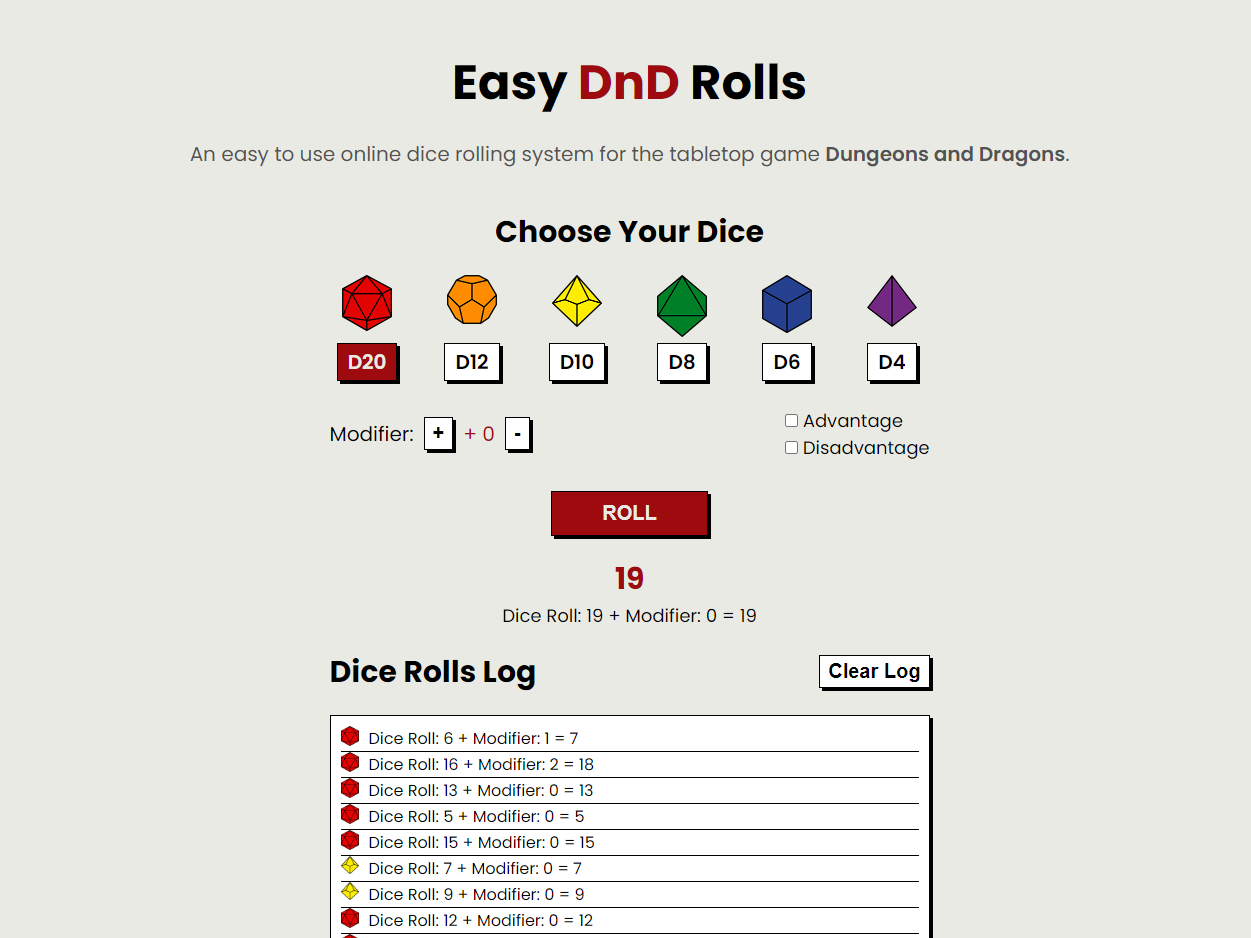 Easy DnD Rolls
An easy to use online dice rolling system for the tabletop game Dungeons and Dragons.
Choose Your Dice
D20 D12 D10 D8 D6 D4
Modifier: + + 0 -
Advantage
Disadvantage
ROLL
19
Dice Roll: 19 + Modifier: 0 = 19
Dice Rolls Log Clear Log
Dice Roll: 6 + Modifier: 1 = 7
Dice Roll: 16 + Modifier: 2 = 18
Dice Roll: 13 + Modifier: 0 = 13
Dice Roll: 5 + Modifier: 0 = 5
Dice Roll: 15 + Modifier: 0 = 15
Dice Roll: 7 + Modifier: 0 = 7
Dice Roll: 9 + Modifier: 0 = 9
Dice Roll: 12 + Modifier: 0 = 12